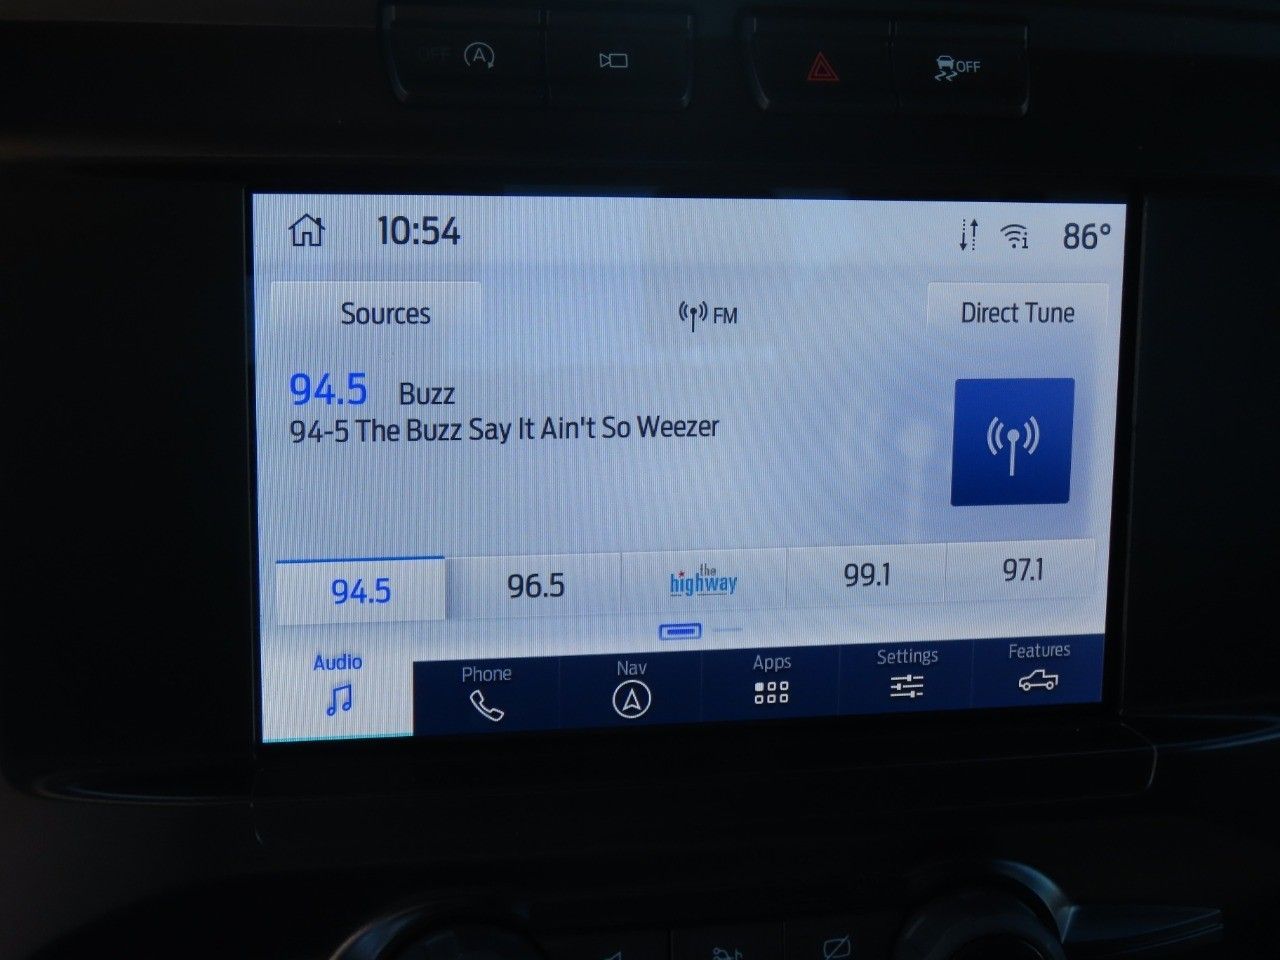 OFF A
OFF
10:54
86°
Sources
FM
Direct Tune
94.5 Buzz
94-5 The Buzz Say It Ain't So Weezer
94.5
96.5
the
highway
99.1
97.1
Audio
Phone
Nav
Apps
Settings
Features